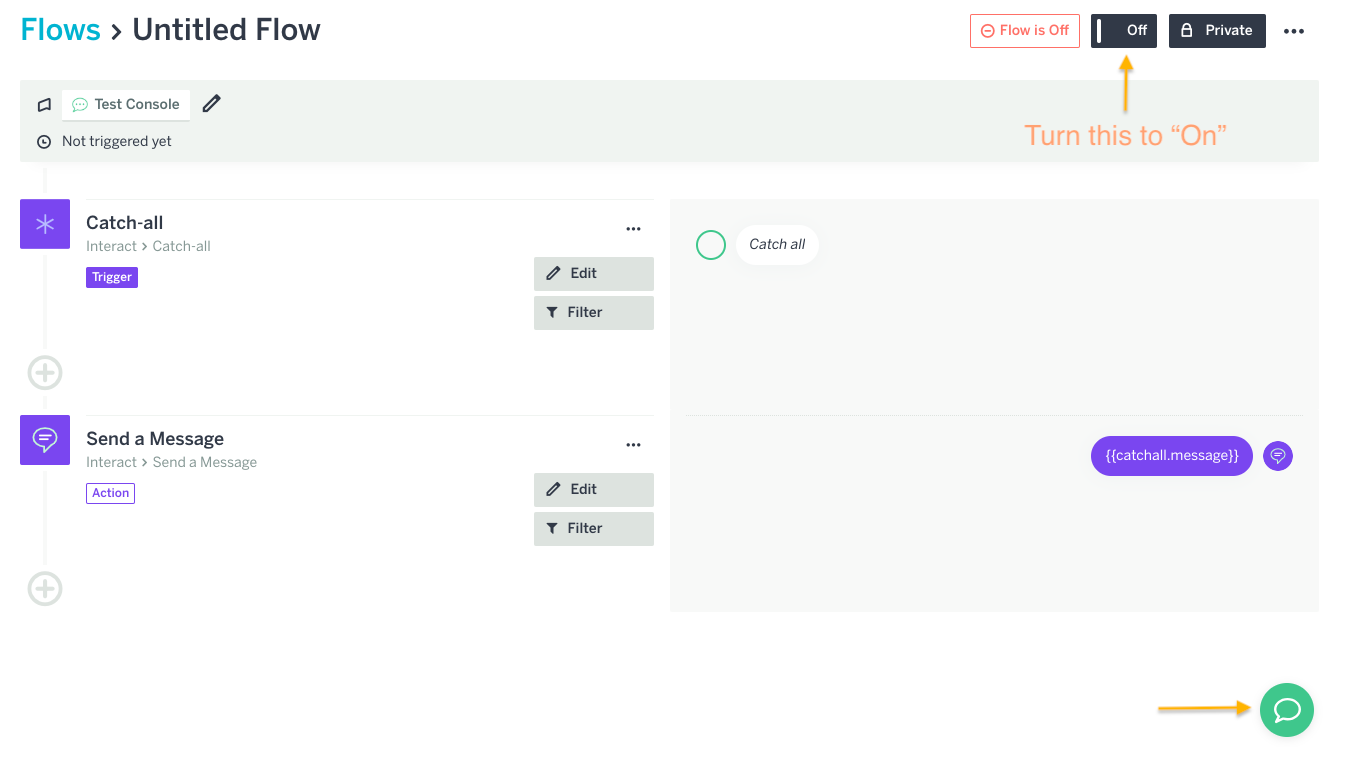 Flows > Untitled Flow
Flow is Off
Off
Private
Test Console
Not triggered yet
Turn this to “On”
Catch-all
Interact > Catch-all
Trigger
Edit
Filter
Catch all
Send a Message
Interact > Send a Message
Action
Edit
Filter
{{catchall.message}}